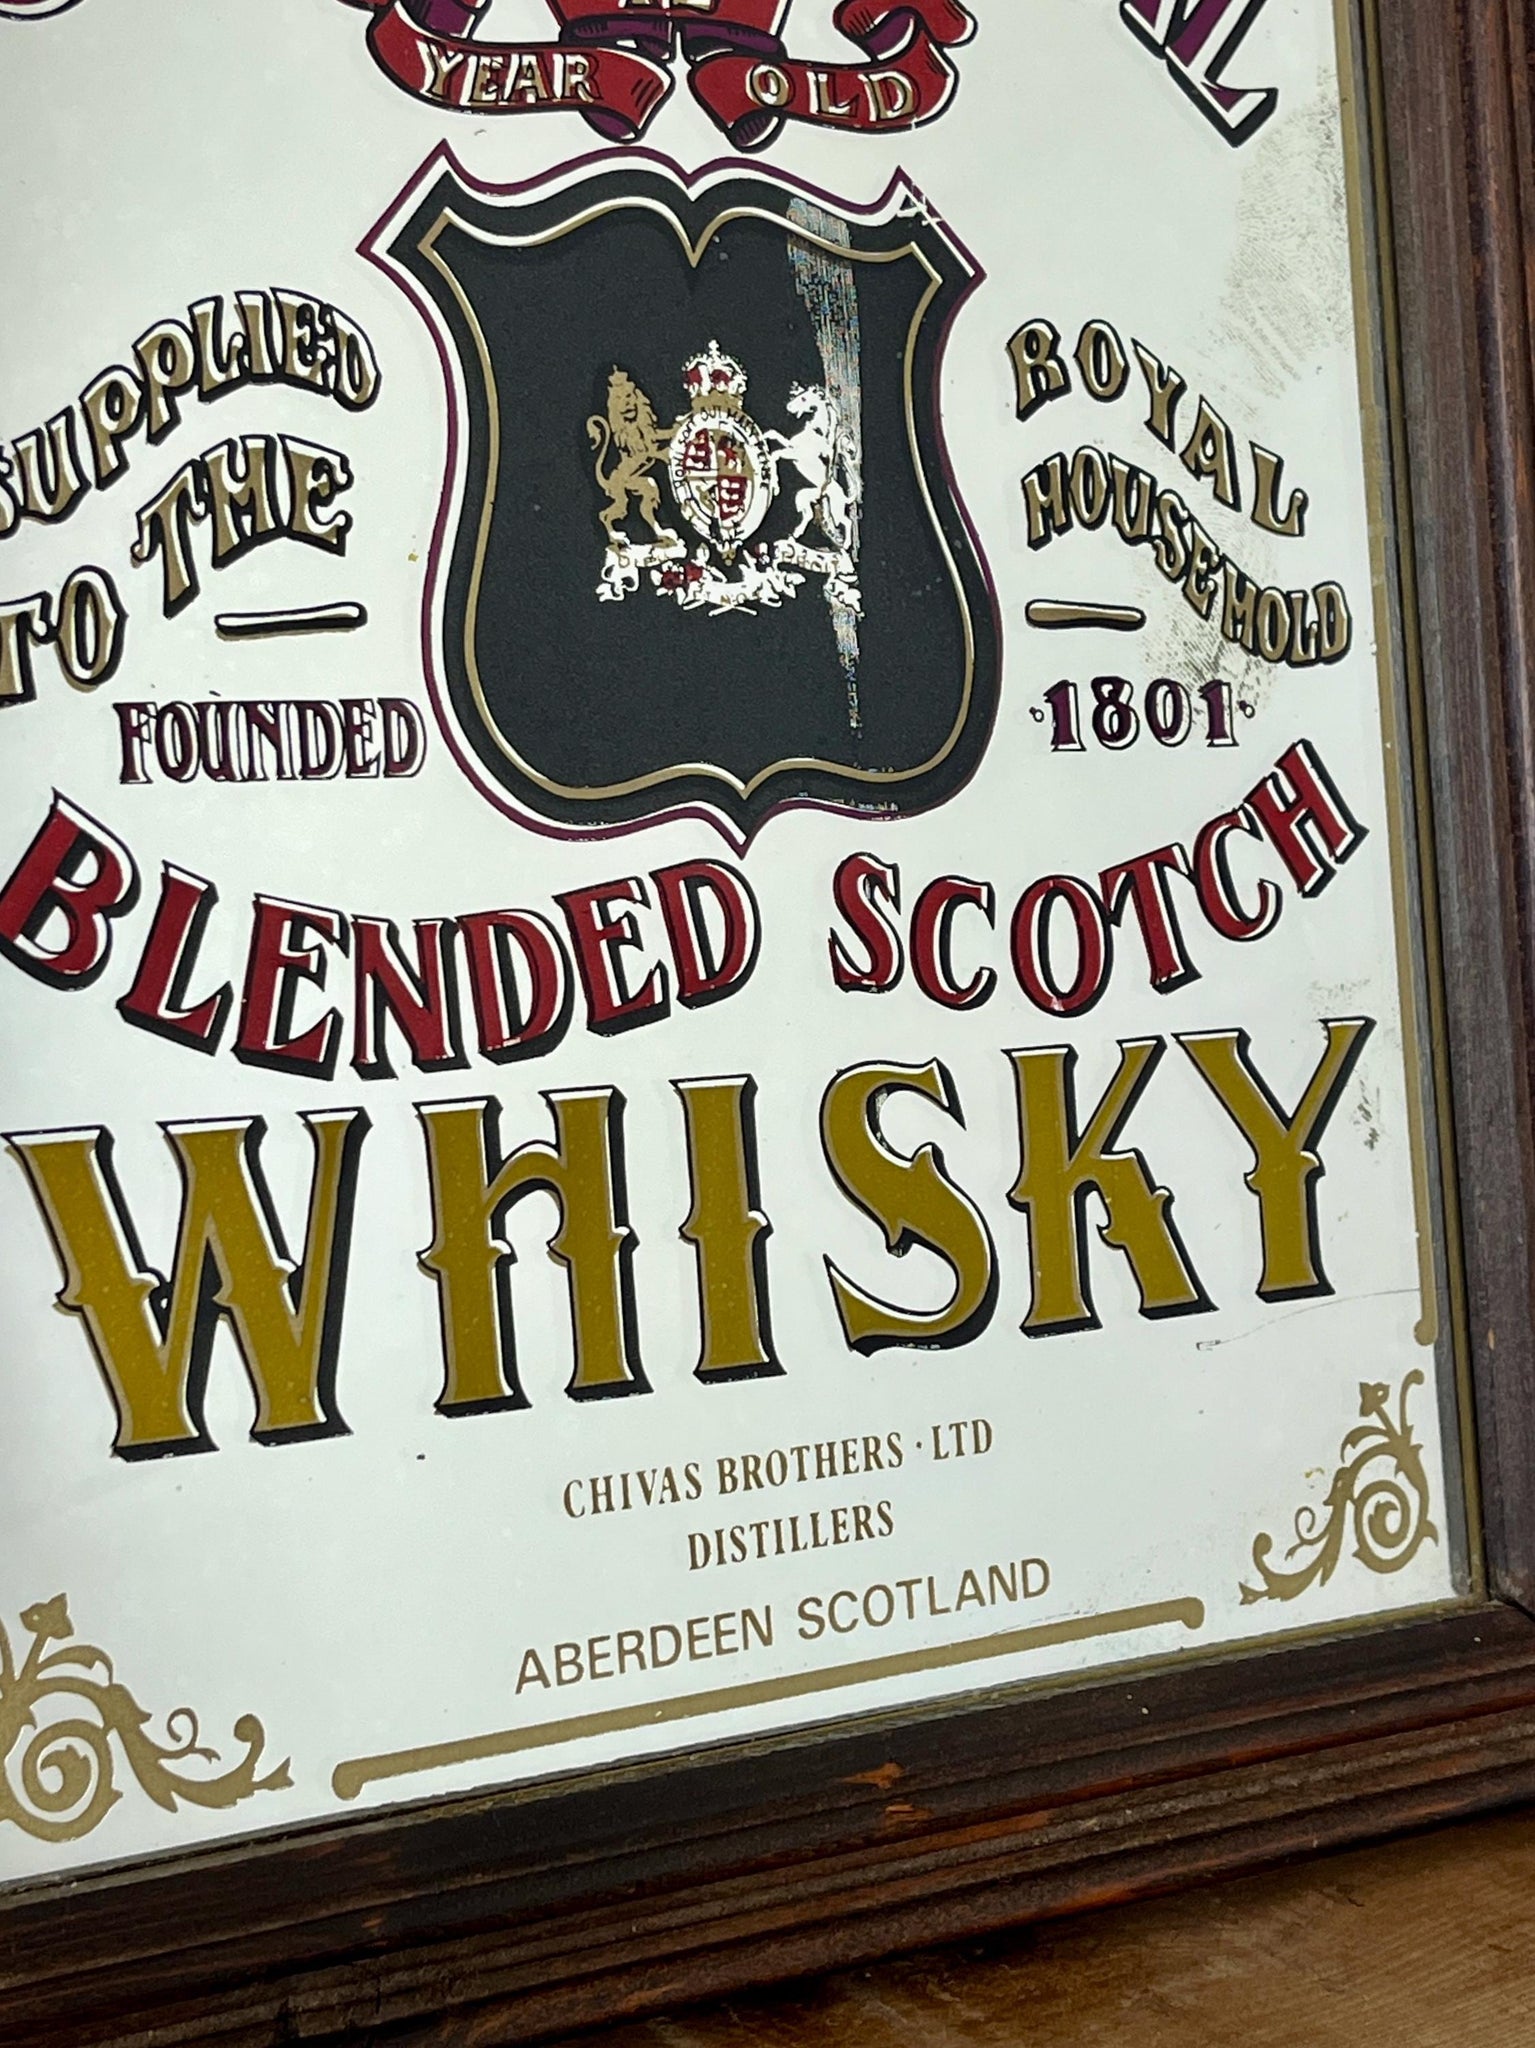 YEAR OLD
SUPPLIED
TO THE
ROYAL
HOUSEHOLD
FOUNDED 1801
BLENDED SCOTCH
WHISKY
CHIVAS BROTHERS · LTD
DISTILLERS
ABERDEEN SCOTLAND